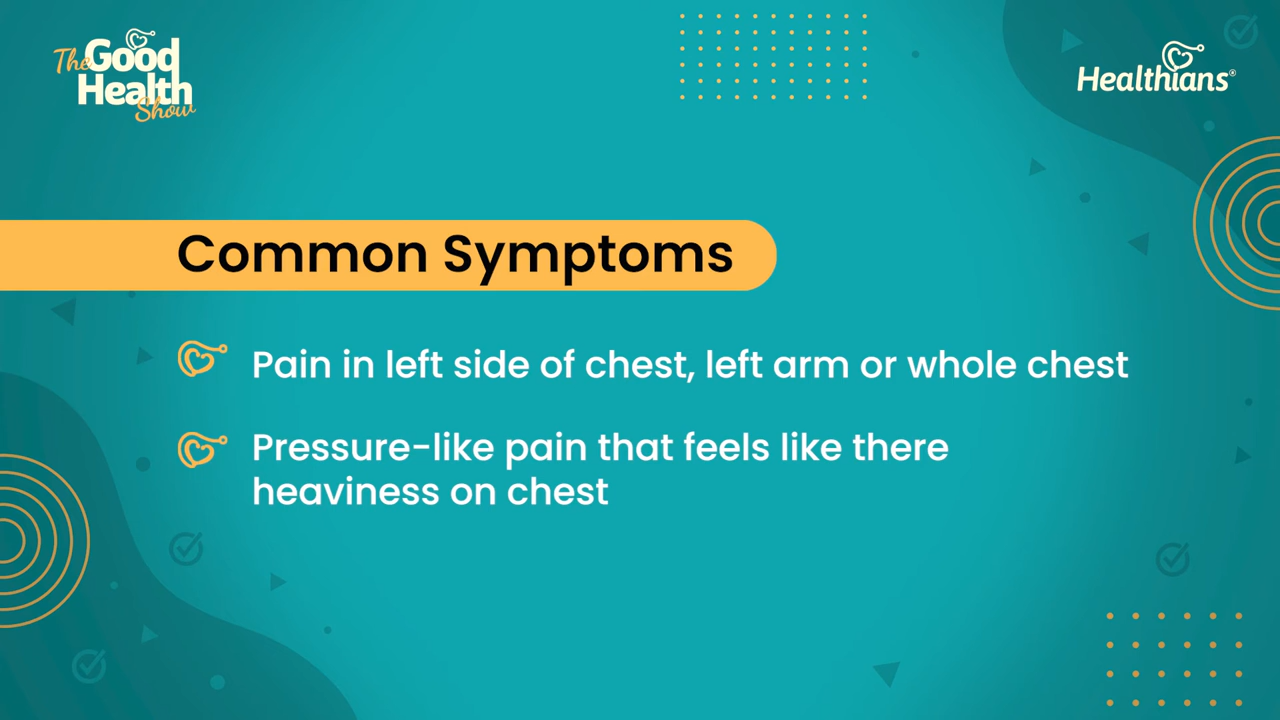 The Good
Health
Show
Healthians®
Common Symptoms
Pain in left side of chest, left arm or whole chest
Pressure-like pain that feels like there
heaviness on chest